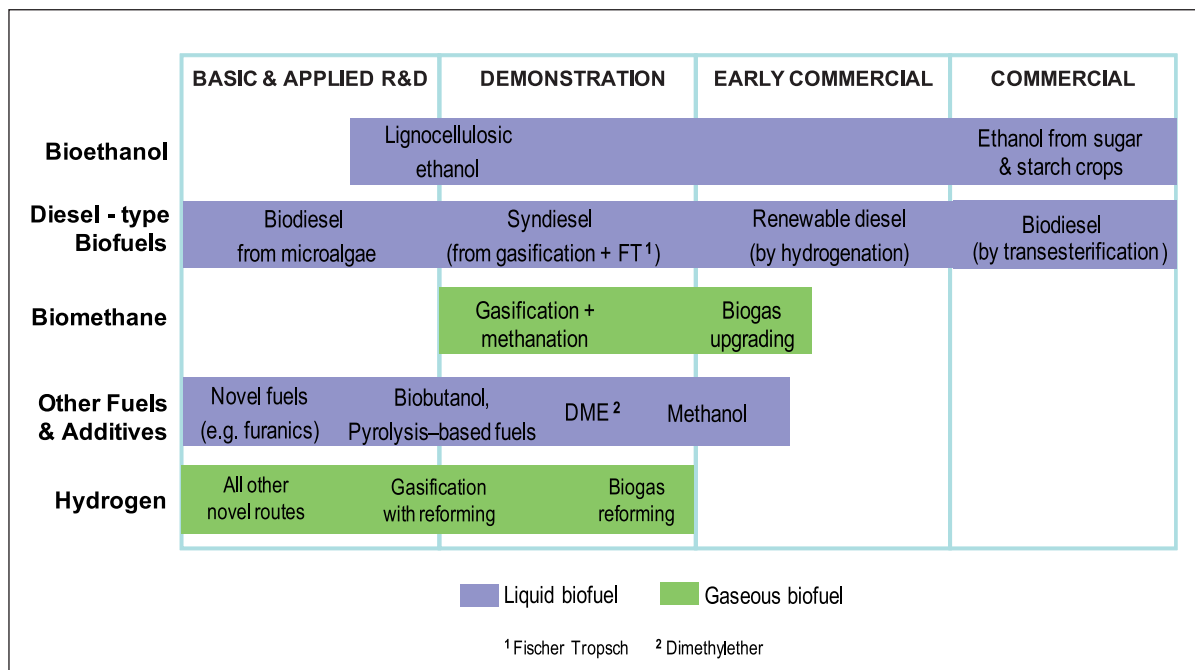 BASIC & APPLIED R&D
DEMONSTRATION
EARLY COMMERCIAL
COMMERCIAL
Bioethanol
Lignocellulosic
ethanol
Ethanol from sugar
& starch crops
Diesel - type
Biofuels
Biodiesel
from microalgae
Syndiesel
(from gasification + FT¹)
Renewable diesel
(by hydrogenation)
Biodiesel
(by transesterification)
Biomethane
Gasification +
methanation
Biogas
upgrading
Other Fuels
& Additives
Novel fuels
(e.g. furanics)
Biobutanol,
Pyrolysis–based fuels
DME ²
Methanol
Hydrogen
All other
novel routes
Gasification
with reforming
Biogas
reforming
Liquid biofuel
Gaseous biofuel
¹ Fischer Tropsch
² Dimethylether